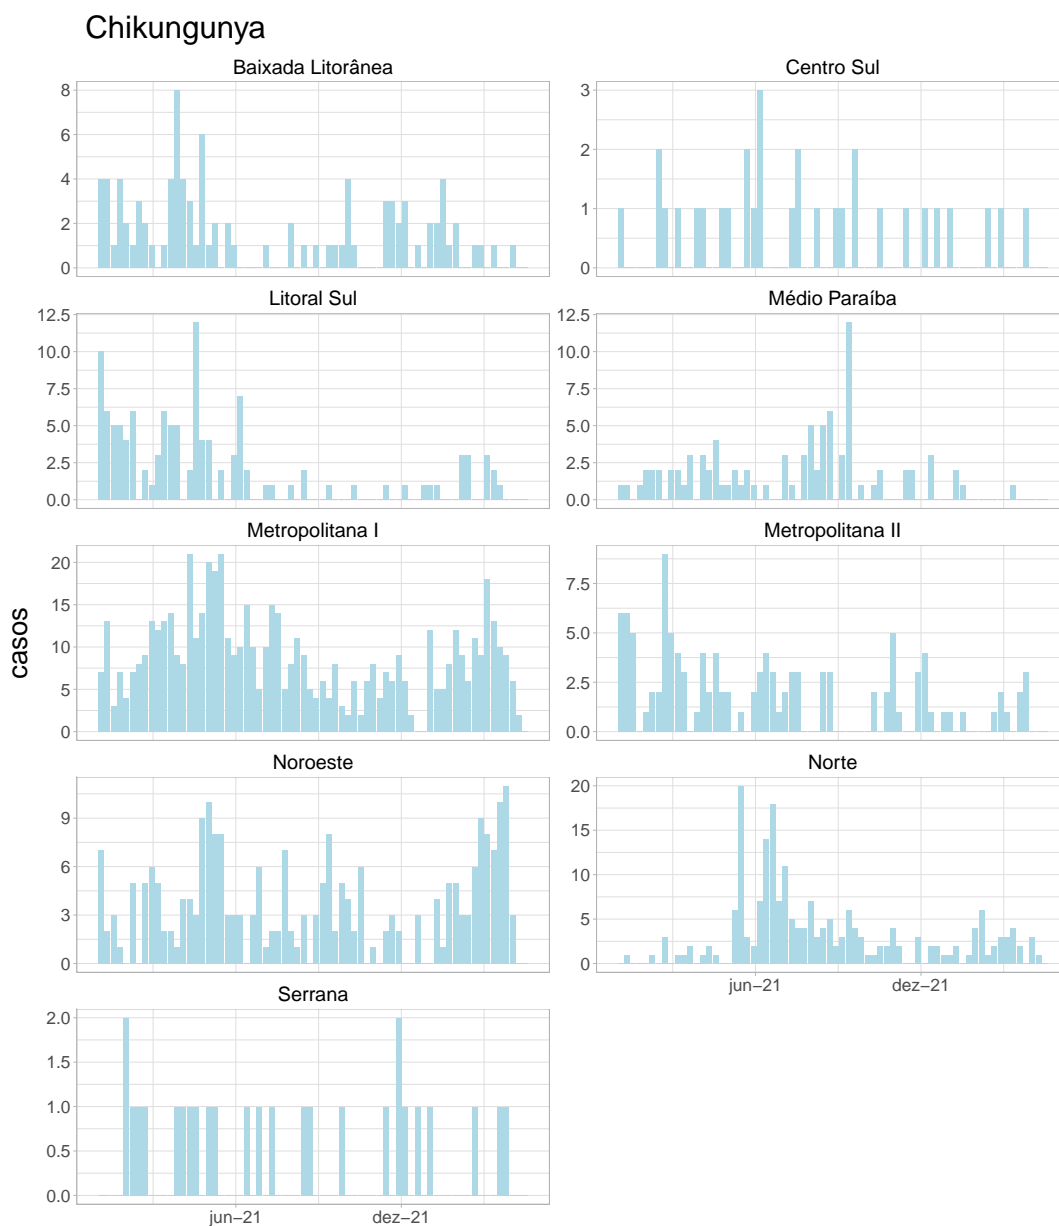 Chikungunya
Baixada Litorânea
Centro Sul
8
6
4
2
0
3
2
1
0
Litoral Sul
Médio Paraíba
12.5
10.0
7.5
5.0
2.5
0.0
12.5
10.0
7.5
5.0
2.5
0.0
Metropolitana I
Metropolitana II
20
15
10
5
0
7.5
5.0
2.5
0.0
casos
Noroeste
Norte
9
6
3
0
20
15
10
5
0
jun−21
dez−21
Serrana
2.0
1.5
1.0
0.5
0.0
jun−21
dez−21